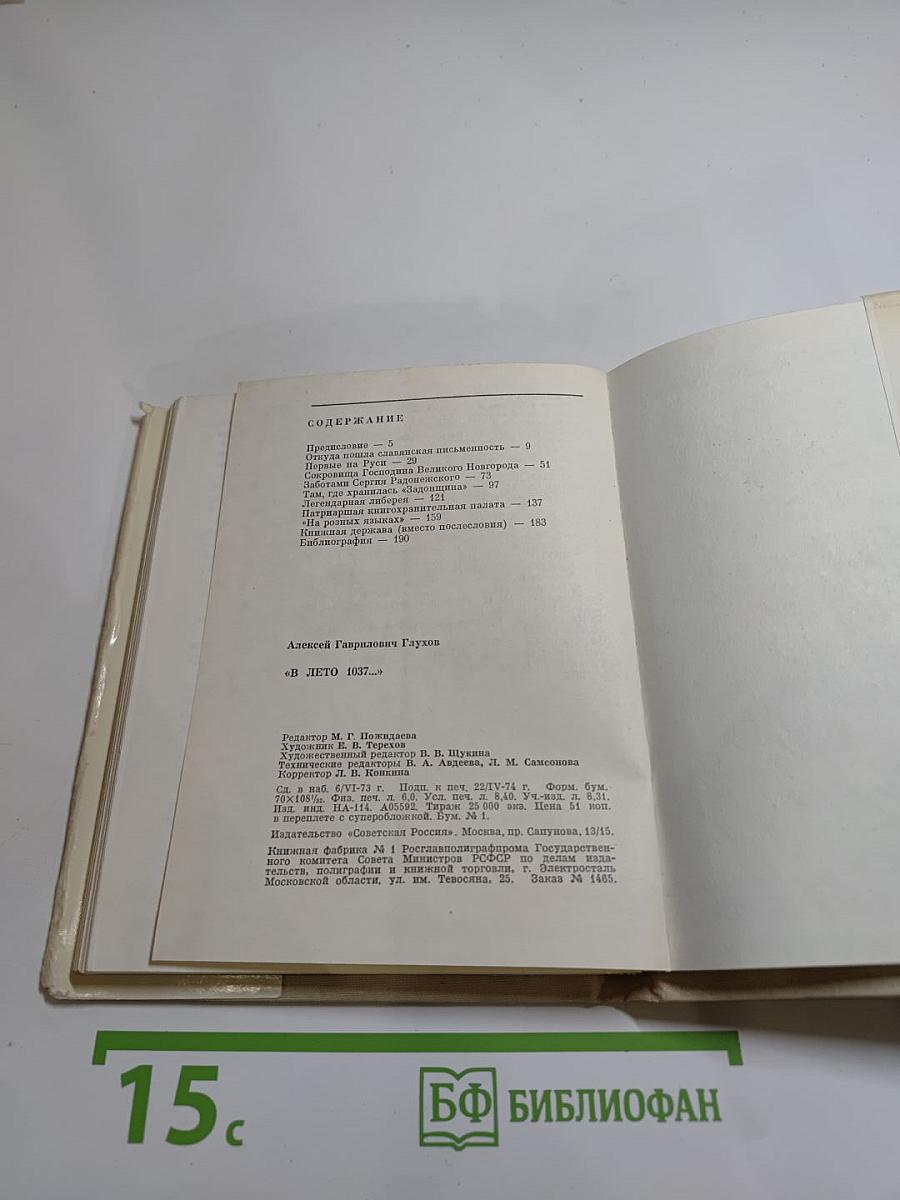 СОДЕРЖАНИЕ
Предисловие — 5
Откуда пошла славянская письменность — 9
Первые на Руси — 29
Сокровища Господина Великого Новгорода — 51
Заботами Сергия Радонежского — 73
Там, где хранилась «Задонщина» — 97
Легендарная либерея — 121
Патриаршая книгохранительная палата — 137
«На розных языках» — 159
Книжная держава (вместо послесловия) — 183
Библиография — 190
Алексей Гаврилович Глухов
«В ЛЕТО 1037...»
Редактор М. Г. Пожидаева
Художник Е. В. Терехов
Художественный редактор В. В. Щукина
Технические редакторы В. А. Авдеева, Л. М. Самсонова
Корректор Л. В. Конкина
Сд. в наб. 6/VI-73 г. Подп. к печ. 22/IV-74 г. Форм. бум.
70×108¹/₃₂. Физ. печ. л. 6,0. Усл. печ. л. 8,40. Уч.-изд. л. 8,31.
Изд. инд. НА-114. А05592. Тираж 25 000 экз. Цена 51 коп.
в переплете с суперобложкой. Бум. № 1.
Издательство «Советская Россия». Москва, пр. Сапунова, 13/15.
Книжная фабрика № 1 Росглавполиграфпрома Государствен-
ного комитета Совета Министров РСФСР по делам изда-
тельств, полиграфии и книжной торговли, г. Электросталь
Московской области, ул. им. Тевосяна, 25. Заказ № 1465.
15 с
БФ БИБЛИОФАН